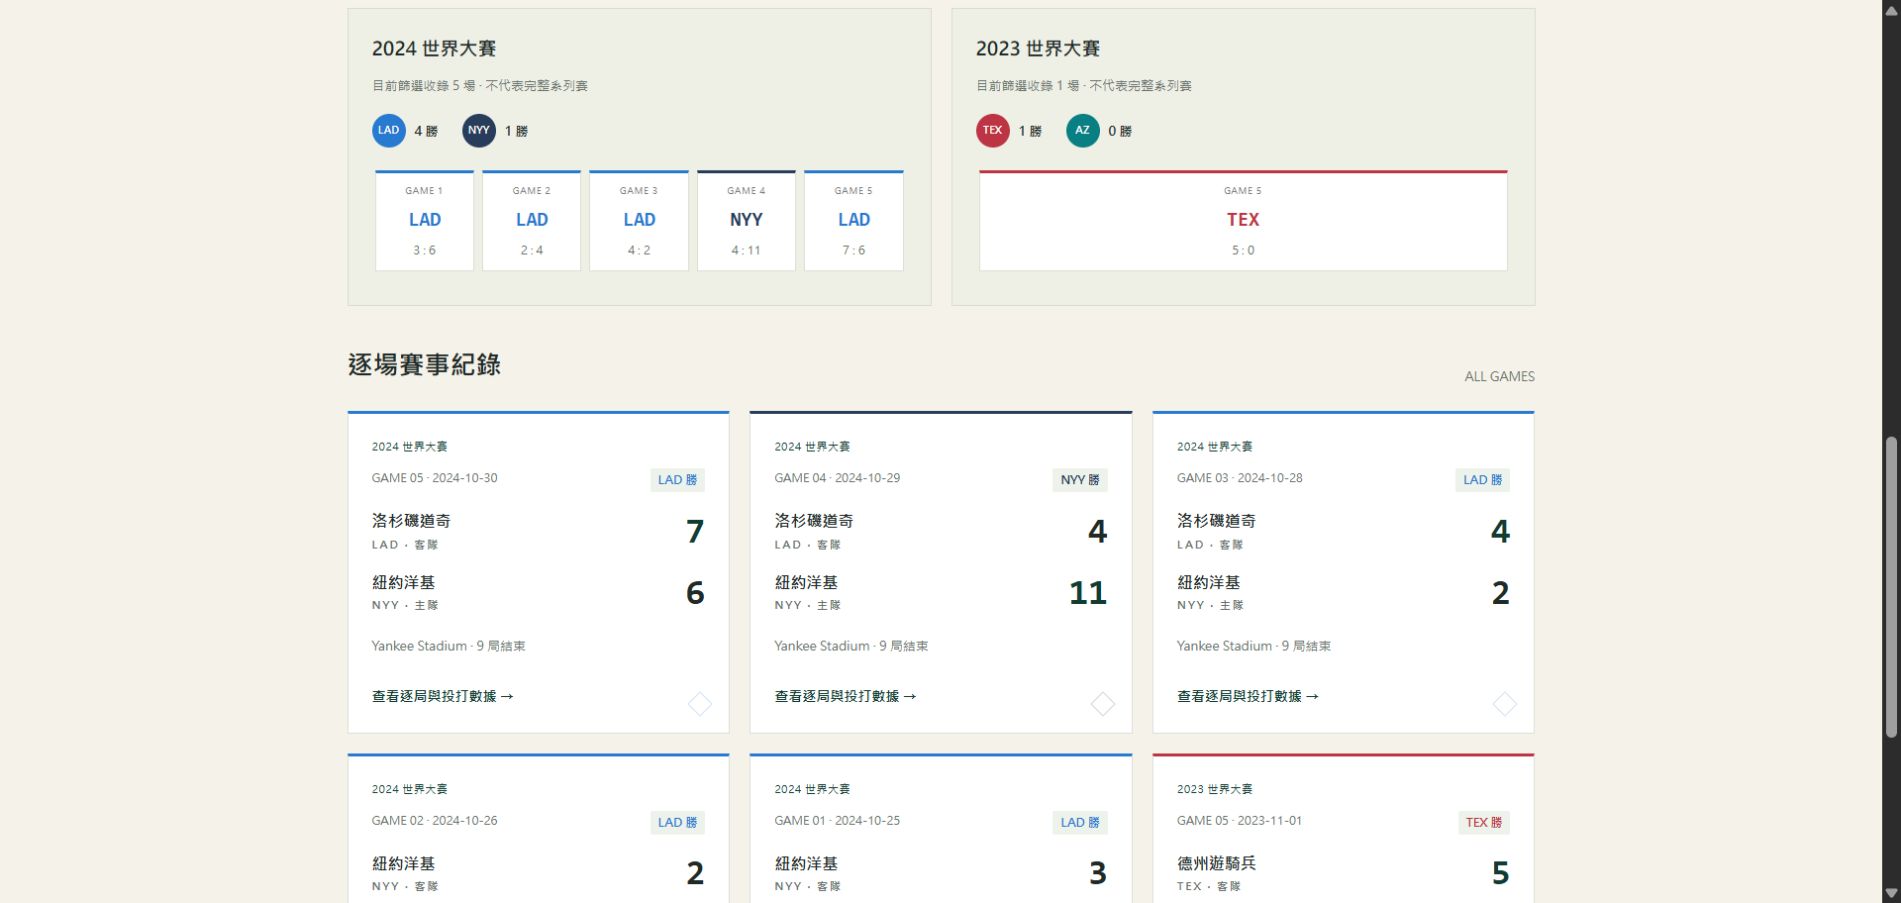 2024 世界大賽
目前篩選收錄 5 場 · 不代表完整系列賽
LAD 4 勝 NYY 1 勝
GAME 1
LAD
3 : 6
GAME 2
LAD
2 : 4
GAME 3
LAD
4 : 2
GAME 4
NYY
4 : 11
GAME 5
LAD
7 : 6
2023 世界大賽
目前篩選收錄 1 場 · 不代表完整系列賽
TEX 1 勝 AZ 0 勝
GAME 5
TEX
5 : 0
逐場賽事紀錄
ALL GAMES
2024 世界大賽
GAME 05 · 2024-10-30 LAD 勝
洛杉磯道奇 7
LAD · 客隊
紐約洋基 6
NYY · 主隊
Yankee Stadium · 9 局結束
查看逐局與投打數據 →
2024 世界大賽
GAME 04 · 2024-10-29 NYY 勝
洛杉磯道奇 4
LAD · 客隊
紐約洋基 11
NYY · 主隊
Yankee Stadium · 9 局結束
查看逐局與投打數據 →
2024 世界大賽
GAME 03 · 2024-10-28 LAD 勝
洛杉磯道奇 4
LAD · 客隊
紐約洋基 2
NYY · 主隊
Yankee Stadium · 9 局結束
查看逐局與投打數據 →
2024 世界大賽
GAME 02 · 2024-10-26 LAD 勝
紐約洋基 2
NYY · 客隊
2024 世界大賽
GAME 01 · 2024-10-25 LAD 勝
紐約洋基 3
NYY · 客隊
2023 世界大賽
GAME 05 · 2023-11-01 TEX 勝
德州遊騎兵 5
TEX · 客隊